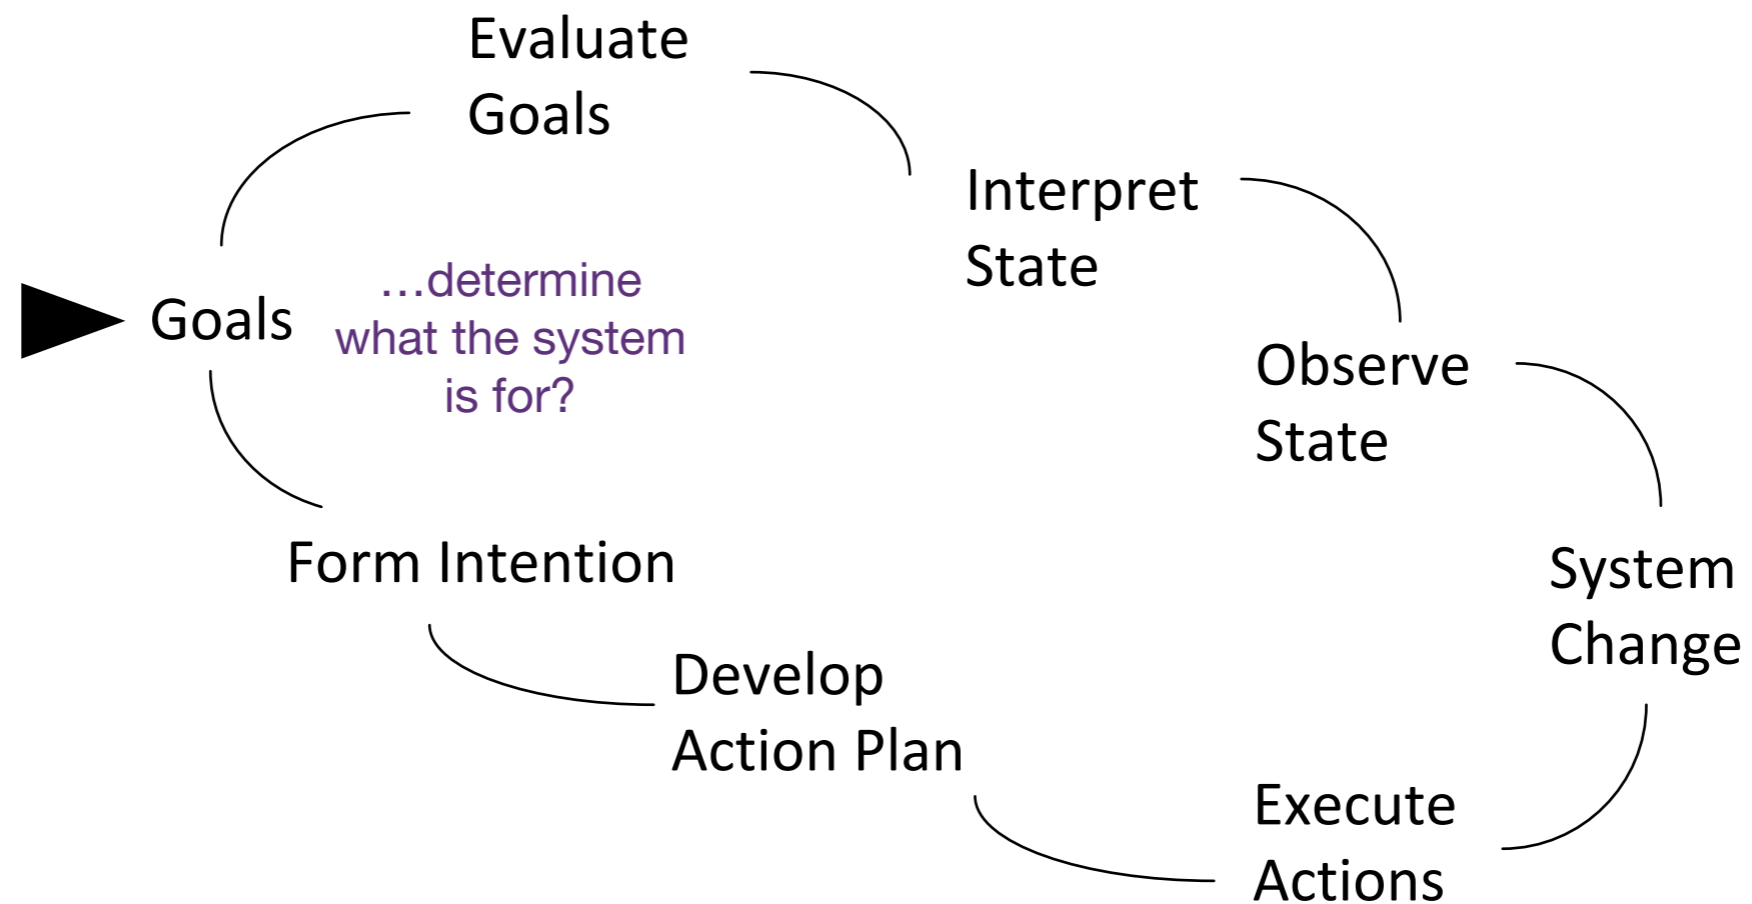 Evaluate
Goals
Interpret
State
Goals
…determine
what the system
is for?
Observe
State
Form Intention
System
Change
Develop
Action Plan
Execute
Actions